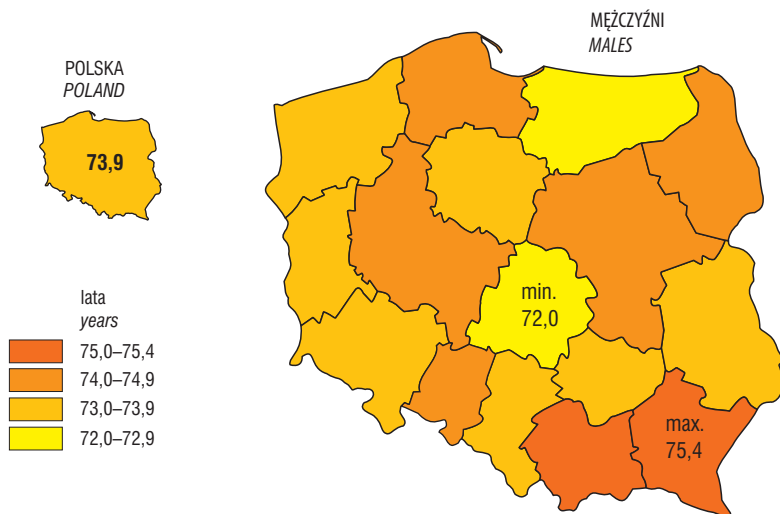 MĘŻCZYŹNI
MALES
POLSKA
POLAND
73,9
min.
72,0
max.
75,4
lata
years
75,0–75,4
74,0–74,9
73,0–73,9
72,0–72,9